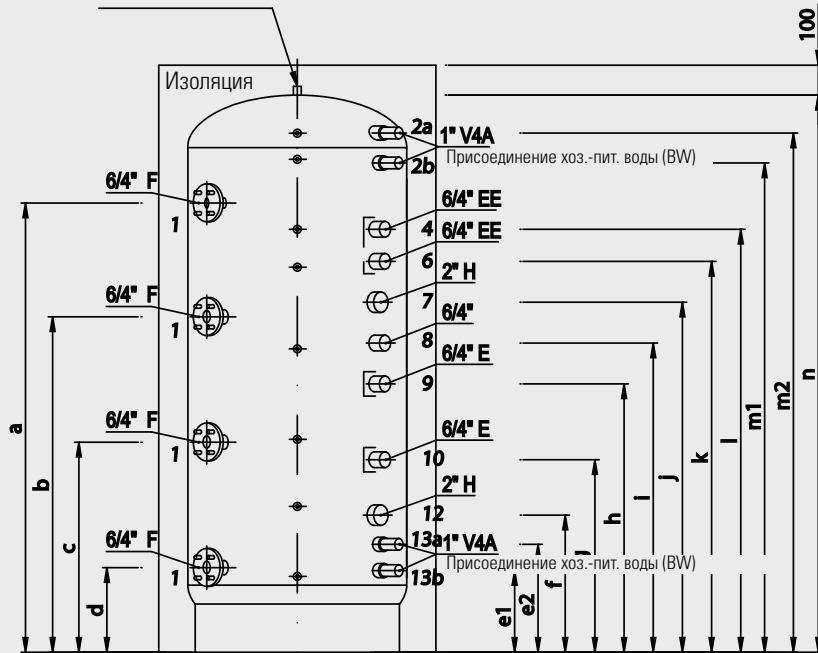 100
Изоляция
2a
1" V4A
Присоединение хоз.-пит. воды (BW)
2b
6/4" F
1
6/4" EE
4
6/4" EE
6
2" H
7
6/4" F
1
6/4"
8
6/4" E
9
6/4" F
1
6/4" E
10
2" H
12
13a
1" V4A
Присоединение хоз.-пит. воды (BW)
13b
6/4" F
1
a
b
c
d
e1
e2
f
h
i
j
k
l
m1
m2
n